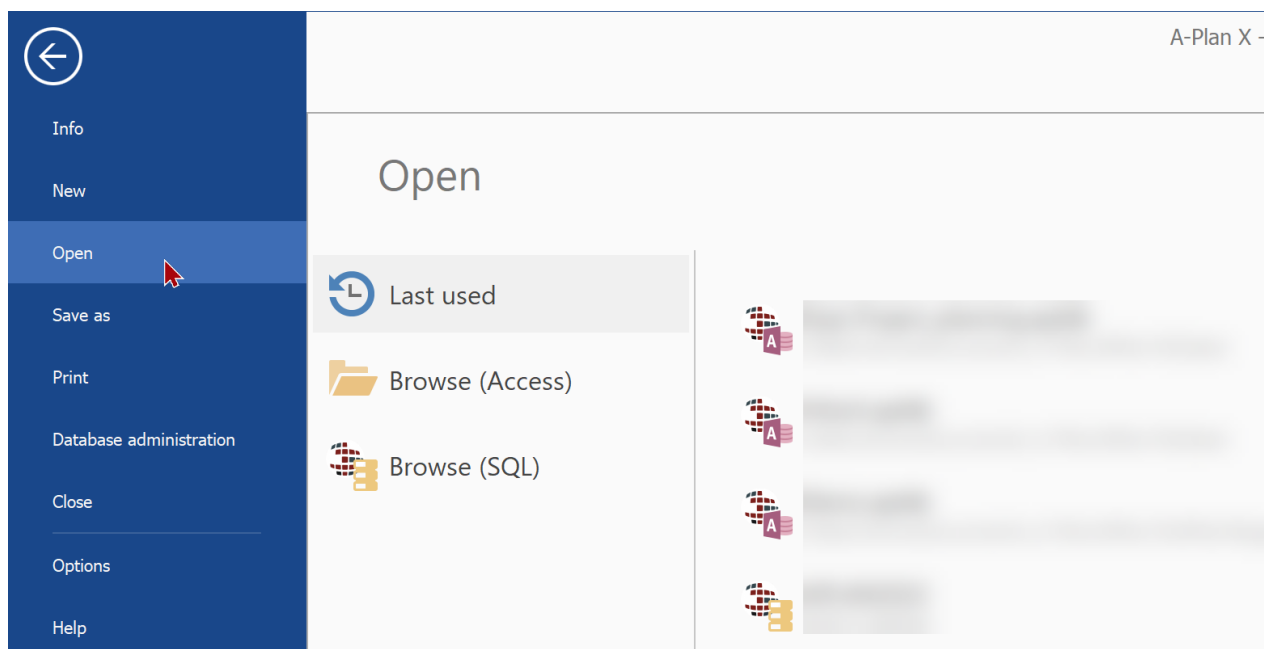 A-Plan X -
Info
New
Open
Save as
Print
Database administration
Close
Options
Help
Open
Last used
Browse (Access)
Browse (SQL)
A
A
A